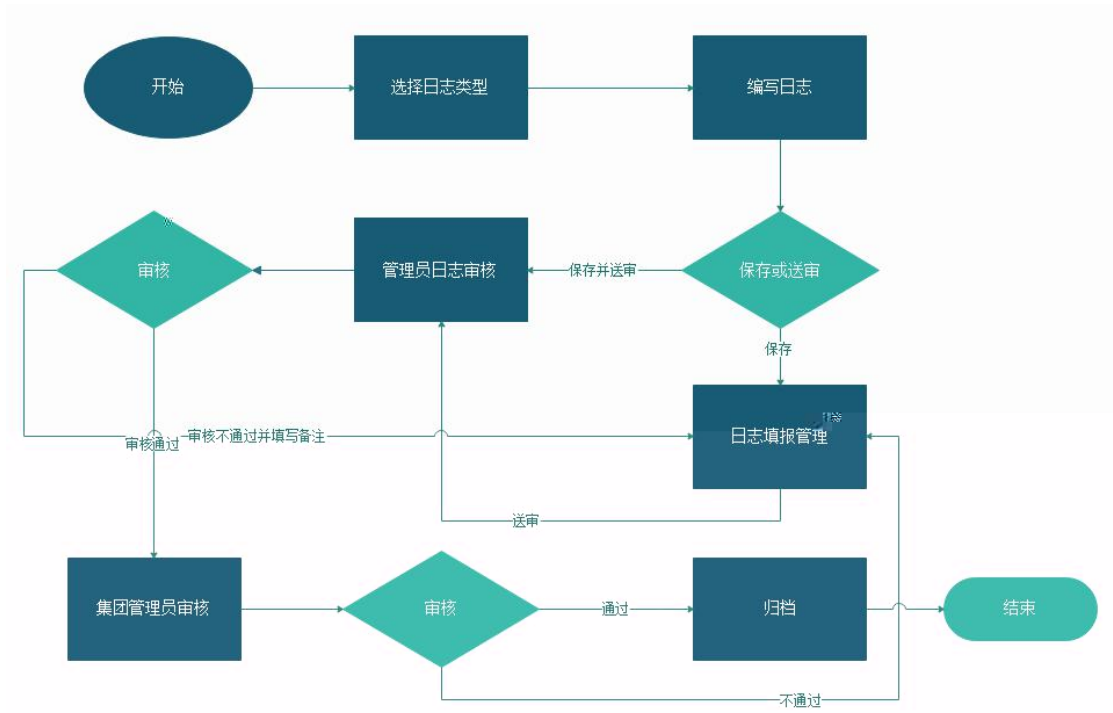 开始
选择日志类型
编写日志
审核
管理员日志审核
保存并送审
保存或送审
保存
审核通过
审核不通过并填写备注
日志填报管理
送审
集团管理员审核
审核
通过
归档
结束
不通过